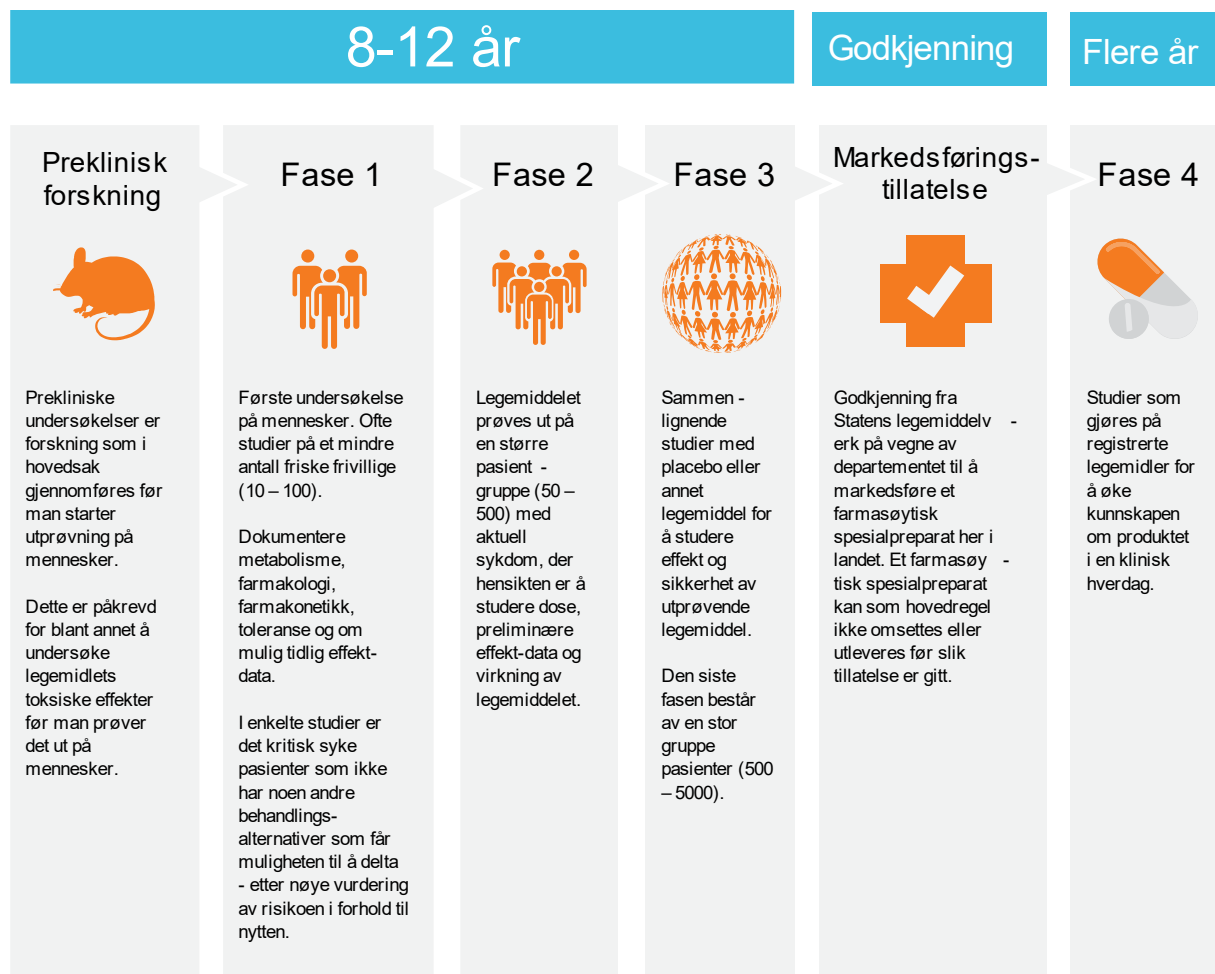 8-12 år
Godkjenning
Flere år
Preklinisk
forskning
Prekliniske
undersøkelser er
forskning som i
hovedsak
gjennomføres før
man starter
utprøvning på
mennesker.
Dette er påkrevd
for blant annet å
undersøke
legemidlets
toksiske effekter
før man prøver
det ut på
mennesker.
Fase 1
Første undersøkelse
på mennesker. Ofte
studier på et mindre
antall friske frivillige
(10 – 100).
Dokumentere
metabolisme,
farmakologi,
farmakonetikk,
toleranse og om
mulig tidlig effekt-
data.
I enkelte studier er
det kritisk syke
pasienter som ikke
har noen andre
behandlings-
alternativer som får
muligheten til å delta
- etter nøye vurdering
av risikoen i forhold til
nytten.
Fase 2
Legemiddelet
prøves ut på
en større
pasient -
gruppe (50 –
500) med
aktuell
sykdom, der
hensikten er å
studere dose,
preliminære
effekt-data og
virkning av
legemiddelet.
Fase 3
Sammen -
lignende
studier med
placebo eller
annet
legemiddel for
å studere
effekt og
sikkerhet av
utprøvende
legemiddel.
Den siste
fasen består
av en stor
gruppe
pasienter (500
– 5000).
Markedsførings-
tillatelse
Godkjenning fra
Statens legemiddelv -
erk på vegne av
departementet til å
markedsføre et
farmasøytisk
spesialpreparat her i
landet. Et farmasøy -
tisk spesialpreparat
kan som hovedregel
ikke omsettes eller
utleveres før slik
tillatelse er gitt.
Fase 4
Studier som
gjøres på
registrerte
legemidler for
å øke
kunnskapen
om produktet
i en klinisk
hverdag.